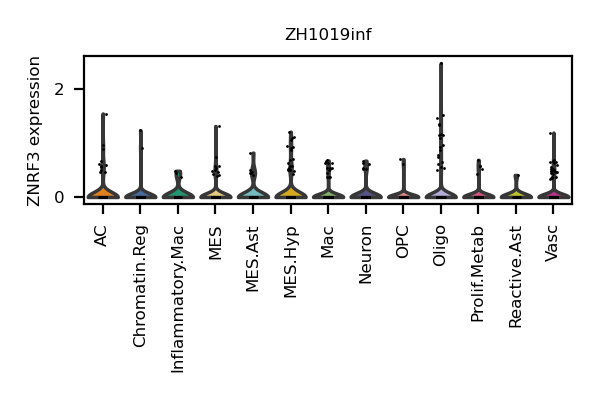 ZH1019inf
ZNRF3 expression
2
0
AC
Chromatin.Reg
Inflammatory.Mac
MES
MES.Ast
MES.Hyp
Mac
Neuron
OPC
Oligo
Prolif.Metab
Reactive.Ast
Vasc